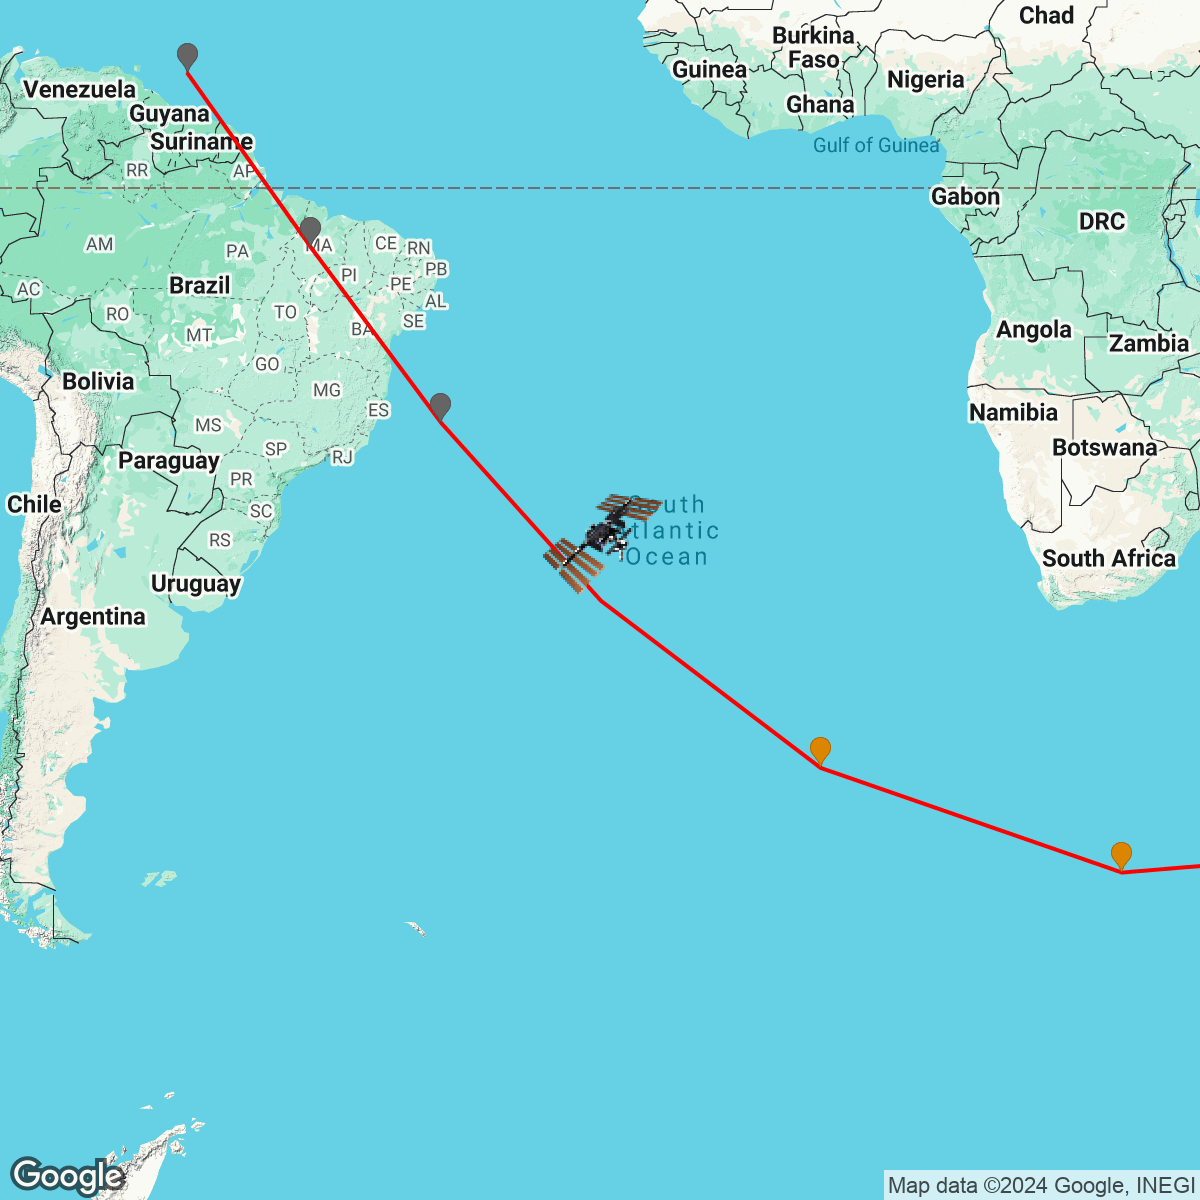 Chad
Burkina
Faso
Guinea
Nigeria
Venezuela
Ghana
Guyana
Suriname
Gulf of Guinea
RR
AP
Gabon
DRC
AM
PA
MA
CE
RN
PI
PB
PE
AC
Brazil
AL
RO
TO
SE
BA
MT
Angola
Zambia
GO
Bolivia
MG
ES
Namibia
MS
Botswana
SP
RJ
Paraguay
PR
Chile
South
SC
Atlantic
RS
Ocean
South Africa
Uruguay
Argentina
Google
Map data ©2024 Google, INEGI